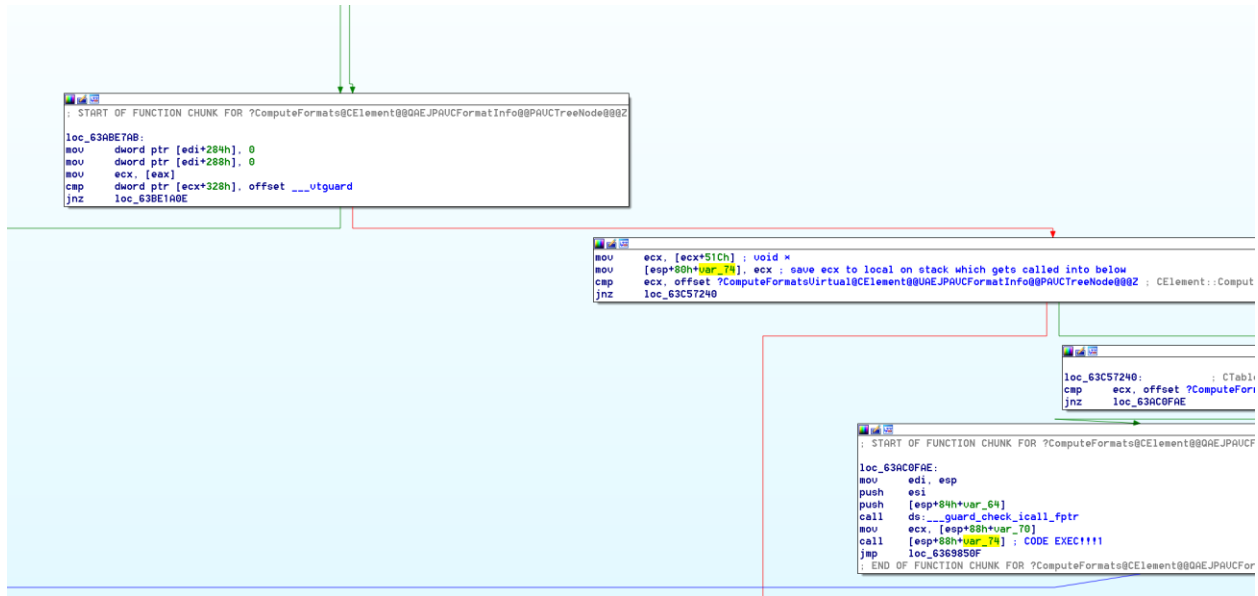 ; START OF FUNCTION CHUNK FOR ?ComputeFormats@CElement@@QAEJPAVCFormatInfo@@PAVCTreeNode@@@Z
loc_63ABE7AB:
mov dword ptr [edi+284h], 0
mov dword ptr [edi+288h], 0
mov ecx, [eax]
cmp dword ptr [ecx+328h], offset ___vtguard
jnz loc_63BE1A0E
mov ecx, [ecx+51Ch] ; void *
mov [esp+80h+var_74], ecx ; save ecx to local on stack which gets called into below
cmp ecx, offset ?ComputeFormatsVirtual@CElement@@UAEJPAVCFormatInfo@@PAVCTreeNode@@@Z ; CElement::Comput
jnz loc_63C57240
loc_63C57240: ; CTabl
cmp ecx, offset ?ComputeFor
jnz loc_63AC0FAE
; START OF FUNCTION CHUNK FOR ?ComputeFormats@CElement@@QAEJPAVCF
loc_63AC0FAE:
mov edi, esp
push esi
push [esp+84h+var_64]
call ds:___guard_check_icall_fptr
mov ecx, [esp+88h+var_70]
call [esp+88h+var_74] ; CODE EXEC!!!1
jmp loc_6369850F
; END OF FUNCTION CHUNK FOR ?ComputeFormats@CElement@@QAEJPAVCFor